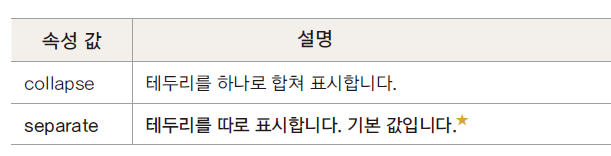 속성 값 설명
collapse 테두리를 하나로 합쳐 표시합니다.
separate 테두리를 따로 표시합니다. 기본 값입니다.★